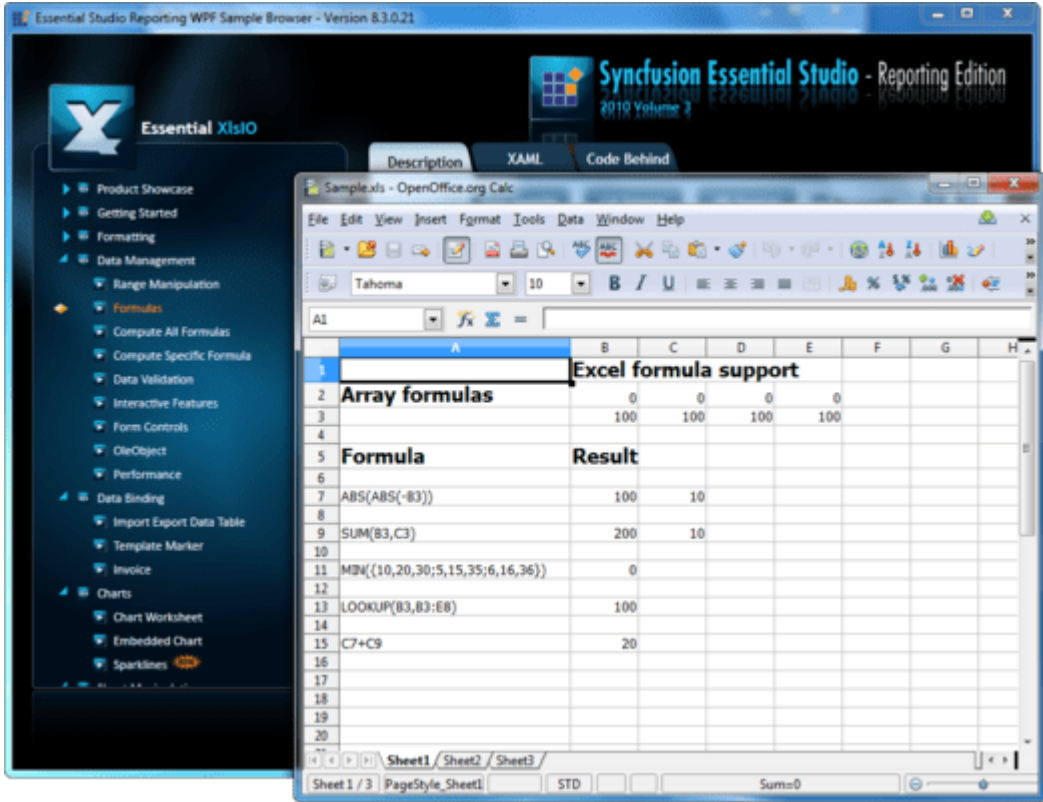 Essential Studio Reporting WPF Sample Browser - Version 8.3.0.21
Syncfusion Essential Studio - Reporting Edition
2010 Volume 3
Essential XlsIO
Description XAML Code Behind
Product Showcase
Getting Started
Formatting
Data Management
Range Manipulation
Formulas
Compute All Formulas
Compute Specific Formula
Data Validation
Interactive Features
Form Controls
OleObject
Performance
Data Binding
Import Export Data Table
Template Marker
Invoice
Charts
Chart Worksheet
Embedded Chart
Sparklines
Sample.xls - OpenOffice.org Calc
File Edit View Insert Format Tools Data Window Help
Tahoma 10 B I U
A1
A B C D E F G H
1 Excel formula support
2 Array formulas 0 0 0 0
3 100 100 100 100
4
5 Formula Result
6
7 ABS(ABS(-B3)) 100 10
8
9 SUM(B3,C3) 200 10
10
11 MIN({10,20,30;5,15,35;6,16,36}) 0
12
13 LOOKUP(B3,B3:E8) 100
14
15 C7+C9 20
16
17
18
19
20
Sheet1 Sheet2 Sheet3
Sheet 1 / 3 PageStyle_Sheet1 STD Sum=0